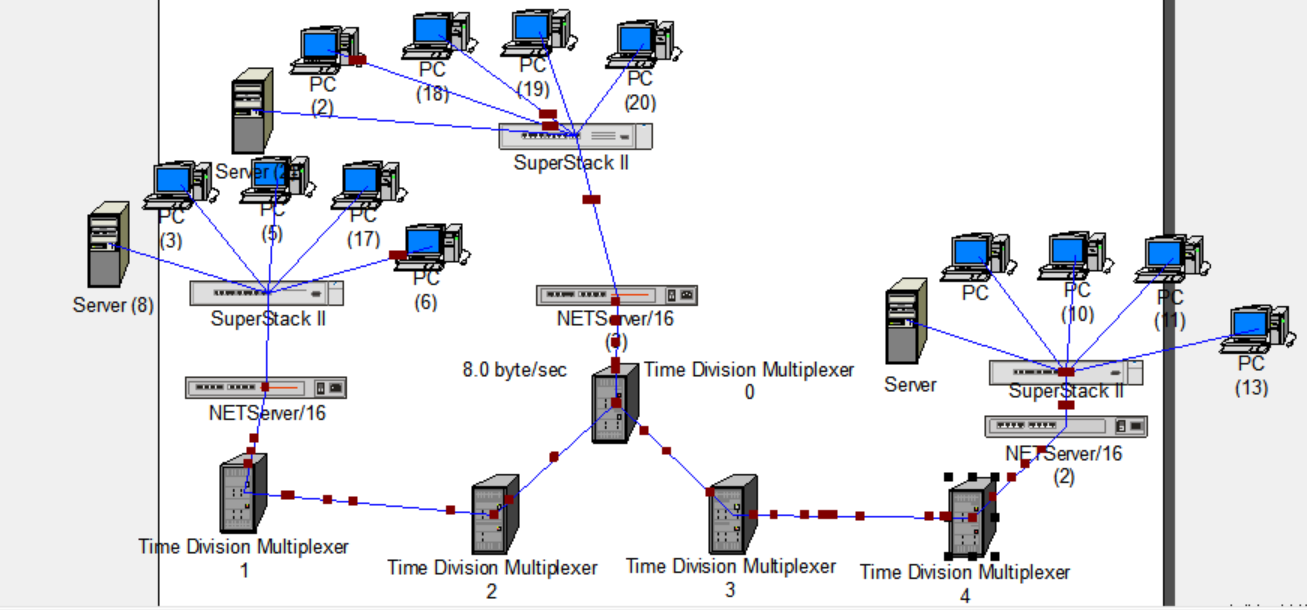 PC
(2)
PC
(18)
PC
(19)
PC
(20)
SuperStack II
Server (2)
PC
(3)
PC
(5)
PC
(17)
PC
(6)
Server (8)
SuperStack II
NETServer/16
NETServer/16
(3)
8.0 byte/sec
Time Division Multiplexer
0
PC
PC
(10)
PC
(11)
PC
(13)
Server
SuperStack II
NETServer/16
(2)
Time Division Multiplexer
1
Time Division Multiplexer
2
Time Division Multiplexer
3
Time Division Multiplexer
4